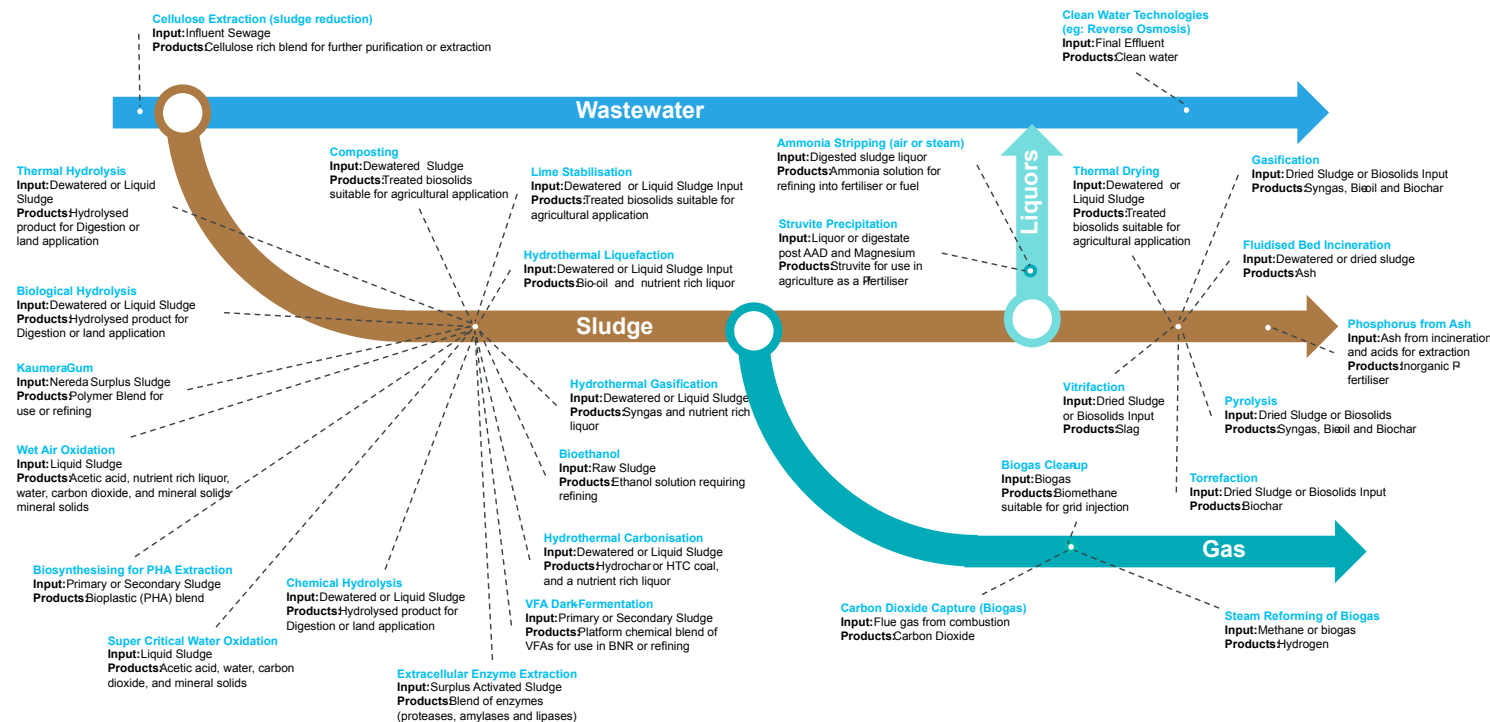 Cellulose Extraction (sludge reduction)
Input:Influent Sewage
Products:Cellulose rich blend for further purification or extraction
Clean Water Technologies
(eg: Reverse Osmosis)
Input:Final Effluent
Products:Clean water
Wastewater
Thermal Hydrolysis
Input:Dewatered or Liquid
Sludge
Products:Hydrolysed
product for Digestion or
land application
Composting
Input:Dewatered Sludge
Products:Treated biosolids
suitable for agricultural application
Lime Stabilisation
Input:Dewatered or Liquid Sludge Input
Products:Treated biosolids suitable for
agricultural application
Ammonia Stripping (air or steam)
Input:Digested sludge liquor
Products:Ammonia solution for
refining into fertiliser or fuel
Liquors
Thermal Drying
Input:Dewatered or
Liquid Sludge
Products:Treated
biosolids suitable for
agricultural application
Gasification
Input:Dried Sludge or Biosolids Input
Products:Syngas, Bio-oil and Biochar
Struvite Precipitation
Input:Liquor or digestate
post AAD and Magnesium
Products:Struvite for use in
agriculture as a P-fertiliser
Fluidised Bed Incineration
Input:Dewatered or dried sludge
Products:Ash
Hydrothermal Liquefaction
Input:Dewatered or Liquid Sludge Input
Products:Bio-oil and nutrient rich liquor
Biological Hydrolysis
Input:Dewatered or Liquid Sludge
Products:Hydrolysed product for
Digestion or land application
Sludge
Phosphorus from Ash
Input:Ash from incineration
and acids for extraction
Products:Inorganic P-
fertiliser
KaumeraGum
Input:Nereda Surplus Sludge
Products:Polymer Blend for
use or refining
Hydrothermal Gasification
Input:Dewatered or Liquid Sludge
Products:Syngas and nutrient rich
liquor
Vitrifaction
Input:Dried Sludge
or Biosolids Input
Products:Slag
Pyrolysis
Input:Dried Sludge or Biosolids
Products:Syngas, Bio-oil and Biochar
Wet Air Oxidation
Input:Liquid Sludge
Products:Acetic acid, nutrient rich liquor,
water, carbon dioxide, and mineral solids
mineral solids
Bioethanol
Input:Raw Sludge
Products:Ethanol solution requiring
refining
Biogas Clean-up
Input:Biogas
Products:Biomethane
suitable for grid injection
Torrefaction
Input:Dried Sludge or Biosolids Input
Products:Biochar
Hydrothermal Carbonisation
Input:Dewatered or Liquid Sludge
Products:Hydrochar or HTC coal,
and a nutrient rich liquor
Gas
Biosynthesising for PHA Extraction
Input:Primary or Secondary Sludge
Products:Bioplastic (PHA) blend
Chemical Hydrolysis
Input:Dewatered or Liquid Sludge
Products:Hydrolysed product for
Digestion or land application
VFA Dark-Fermentation
Input:Primary or Secondary Sludge
Products:Platform chemical blend of
VFAs for use in BNR or refining
Carbon Dioxide Capture (Biogas)
Input:Flue gas from combustion
Products:Carbon Dioxide
Steam Reforming of Biogas
Input:Methane or biogas
Products:Hydrogen
Super Critical Water Oxidation
Input:Liquid Sludge
Products:Acetic acid, water, carbon
dioxide, and mineral solids
Extracellular Enzyme Extraction
Input:Surplus Activated Sludge
Products:Blend of enzymes
(proteases, amylases and lipases)